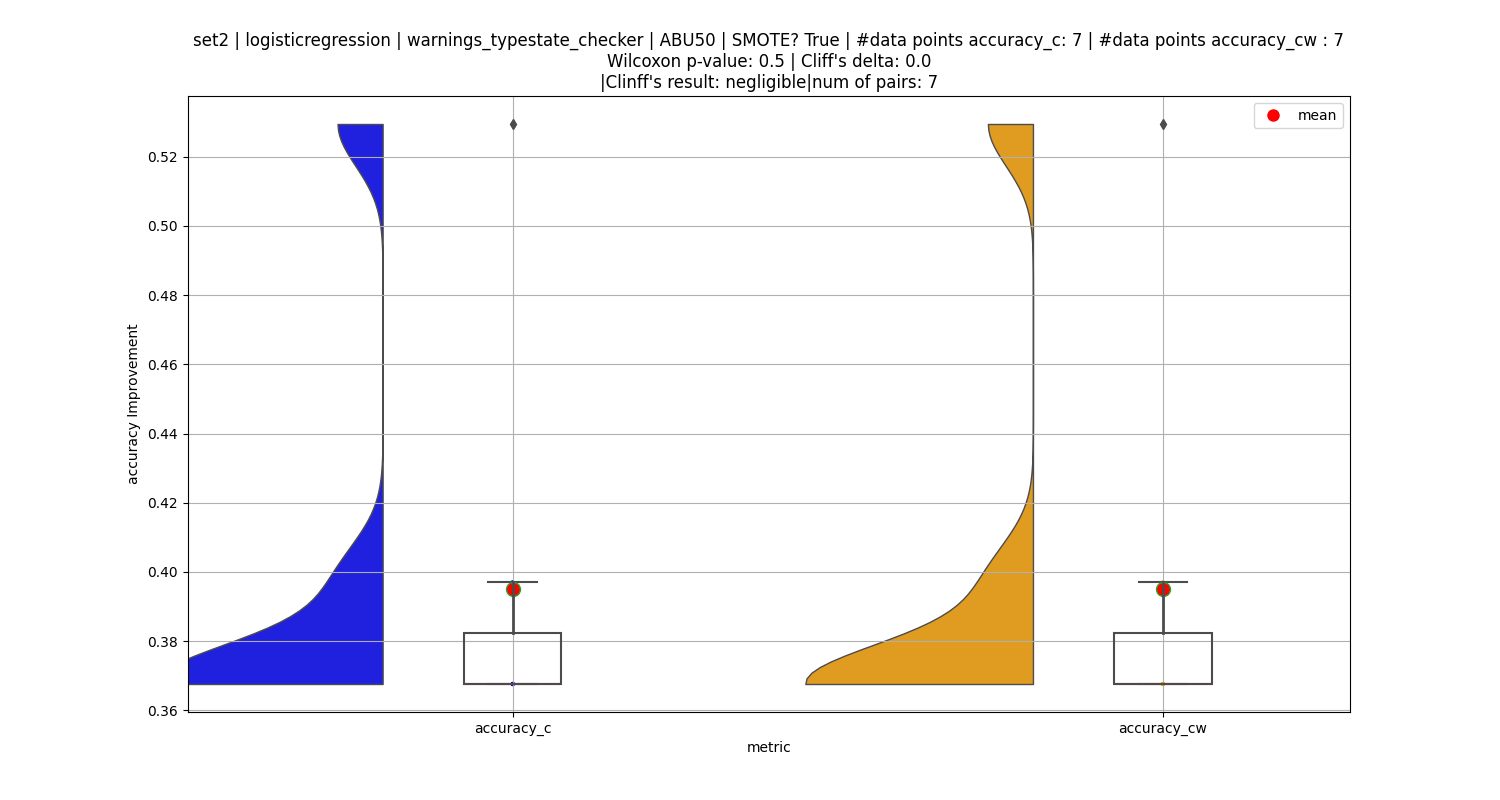 set2 | logisticregression | warnings_typestate_checker | ABU50 | SMOTE? True | #data points accuracy_c: 7 | #data points accuracy_cw : 7
Wilcoxon p-value: 0.5 | Cliff's delta: 0.0
|Clinff's result: negligible|num of pairs: 7
mean
0.52
0.50
0.48
0.46
0.44
0.42
0.40
0.38
0.36
accuracy Improvement
accuracy_c
accuracy_cw
metric